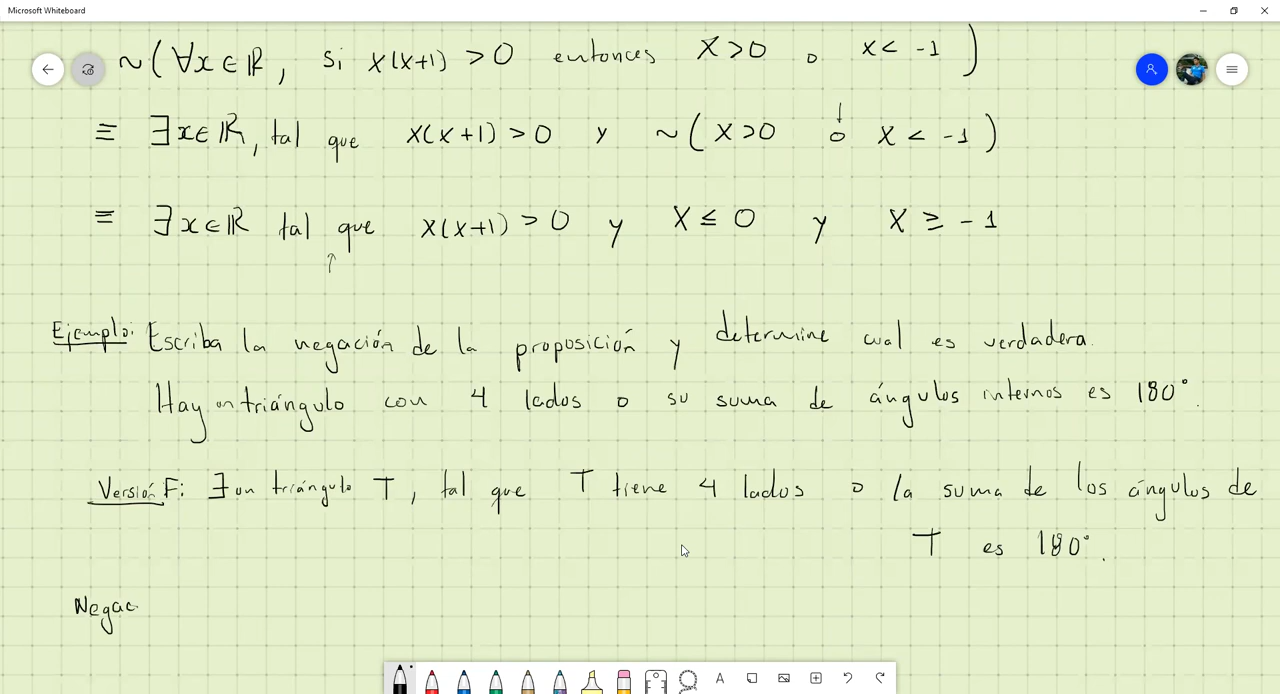 Microsoft Whiteboard
~(∀x∈ℝ, si x(x+1) >0 entonces x>0 o x< -1)
≡ ∃x∈ℝ, tal que x(x+1) >0 y ~(x>0 o x< -1)
≡ ∃x∈ℝ tal que x(x+1) >0 y x≤0 y x≥ -1
Ejemplo: Escriba la negación de la proposición y determine cual es verdadera.
Hay un triángulo con 4 lados o su suma de ángulos internos es 180°.
Versión F: ∃ un triángulo T, tal que T tiene 4 lados o la suma de los ángulos de
T es 180°.
Negac